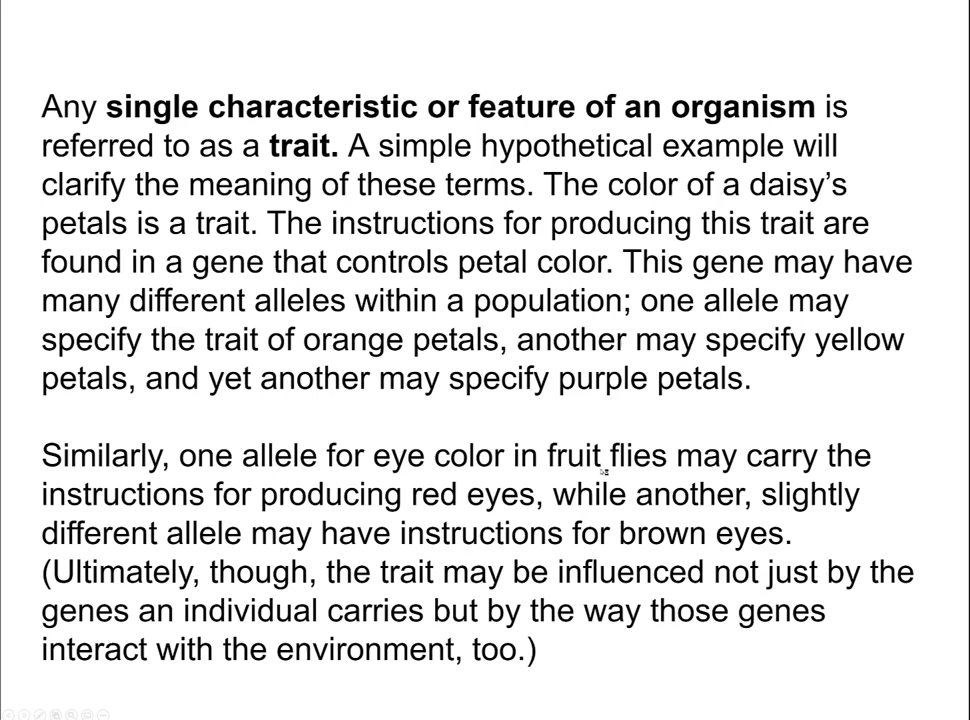 Any single characteristic or feature of an organism is
referred to as a trait. A simple hypothetical example will
clarify the meaning of these terms. The color of a daisy’s
petals is a trait. The instructions for producing this trait are
found in a gene that controls petal color. This gene may have
many different alleles within a population; one allele may
specify the trait of orange petals, another may specify yellow
petals, and yet another may specify purple petals.
Similarly, one allele for eye color in fruit flies may carry the
instructions for producing red eyes, while another, slightly
different allele may have instructions for brown eyes.
(Ultimately, though, the trait may be influenced not just by the
genes an individual carries but by the way those genes
interact with the environment, too.)